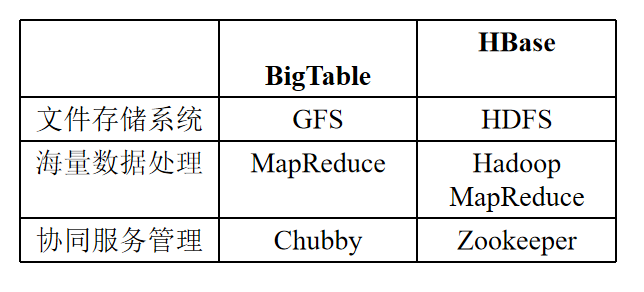 HBase
BigTable
文件存储系统 GFS HDFS
海量数据处理 MapReduce Hadoop
MapReduce
协同服务管理 Chubby Zookeeper